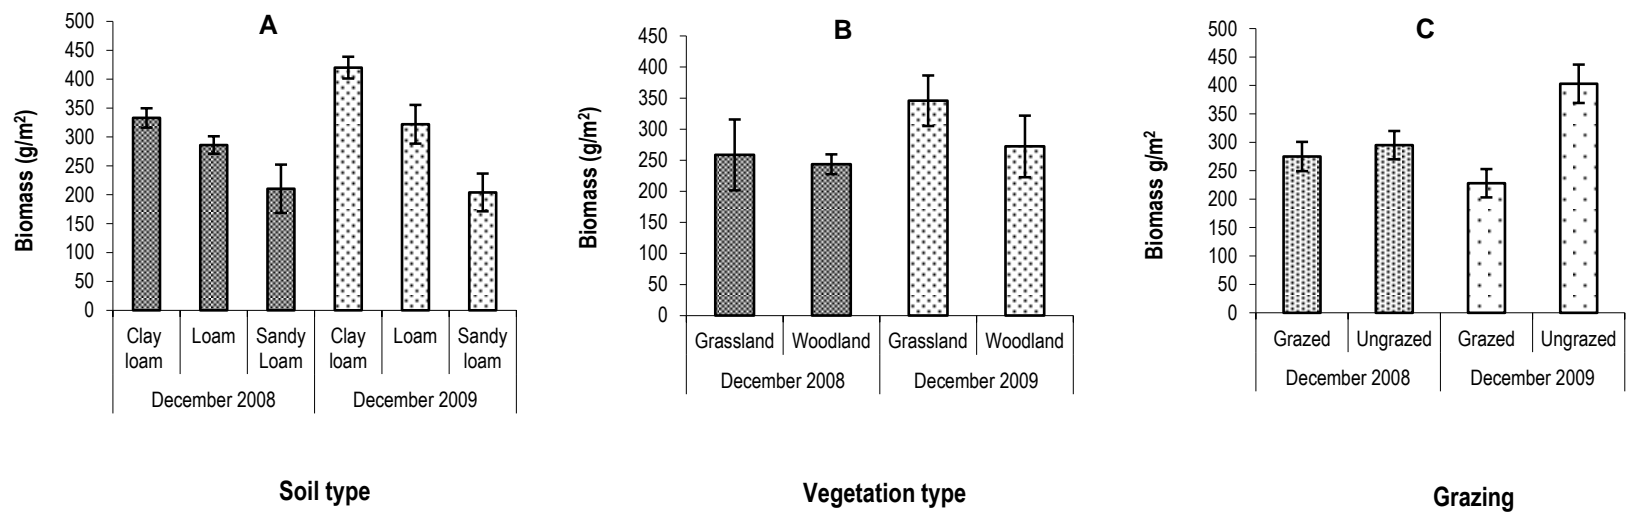 A
Biomass (g/m²)
500
450
400
350
300
250
200
150
100
50
0
Clay loam
Loam
Sandy Loam
Clay loam
Loam
Sandy loam
December 2008
December 2009
Soil type
B
Biomass (g/m²)
450
400
350
300
250
200
150
100
50
0
Grassland
Woodland
Grassland
Woodland
December 2008
December 2009
Vegetation type
C
Biomass g/m²
500
450
400
350
300
250
200
150
100
50
0
Grazed
Ungrazed
Grazed
Ungrazed
December 2008
December 2009
Grazing